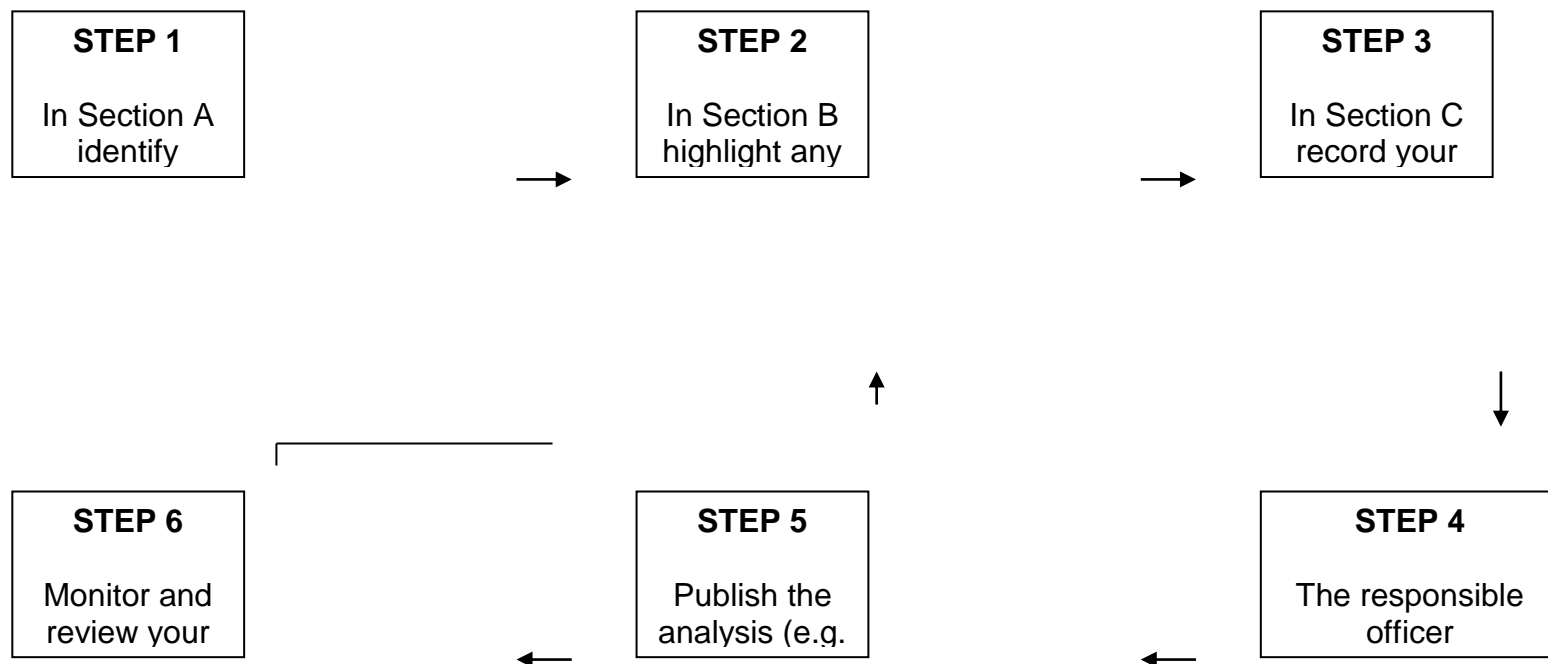 STEP 1
In Section A
identify
STEP 2
In Section B
highlight any
STEP 3
In Section C
record your
STEP 6
Monitor and
review your
STEP 5
Publish the
analysis (e.g.
STEP 4
The responsible
officer